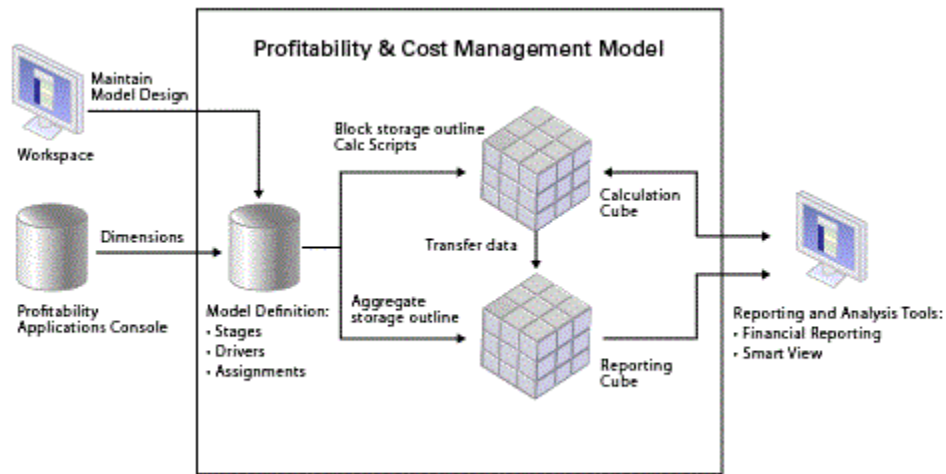 Profitability & Cost Management Model
Maintain
Model Design
Workspace
Block storage outline
Calc Scripts
Calculation
Cube
Dimensions
Transfer data
Profitability
Applications Console
Model Definition:
• Stages
• Drivers
• Assignments
Aggregate
storage outline
Reporting
Cube
Reporting and Analysis Tools:
• Financial Reporting
• Smart View